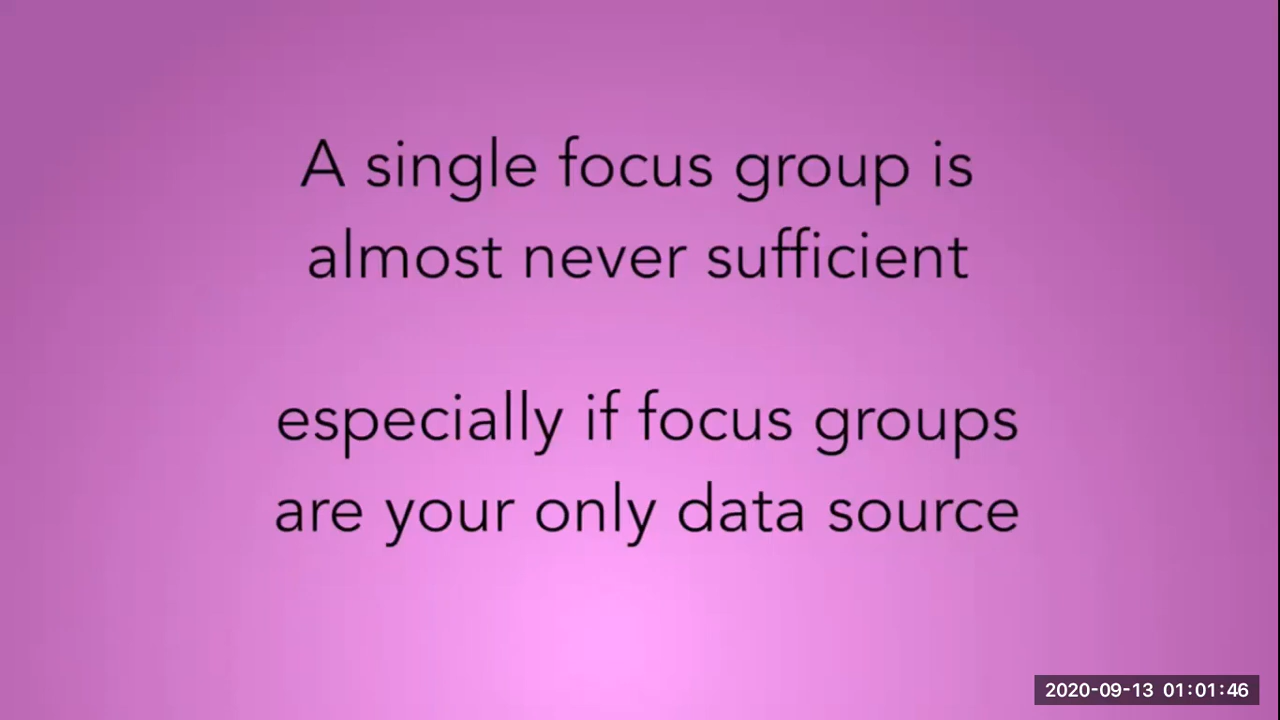 A single focus group is
almost never sufficient
especially if focus groups
are your only data source
2020-09-13 01:01:46